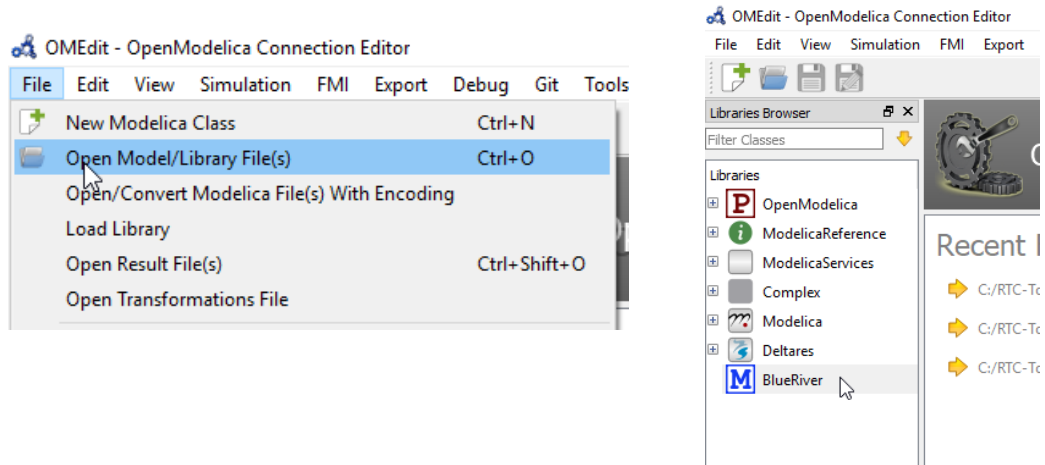 OMEdit - OpenModelica Connection Editor
File Edit View Simulation FMI Export Debug Git Tools
New Modelica Class Ctrl+N
Open Model/Library File(s) Ctrl+O
Open/Convert Modelica File(s) With Encoding
Load Library
Open Result File(s) Ctrl+Shift+O
Open Transformations File
OMEdit - OpenModelica Connection Editor
File Edit View Simulation FMI Export
Libraries Browser
Filter Classes
Libraries
P OpenModelica
i ModelicaReference
ModelicaServices
Complex
Modelica
Deltares
M BlueRiver
Recent
C:/RTC-To
C:/RTC-To
C:/RTC-To